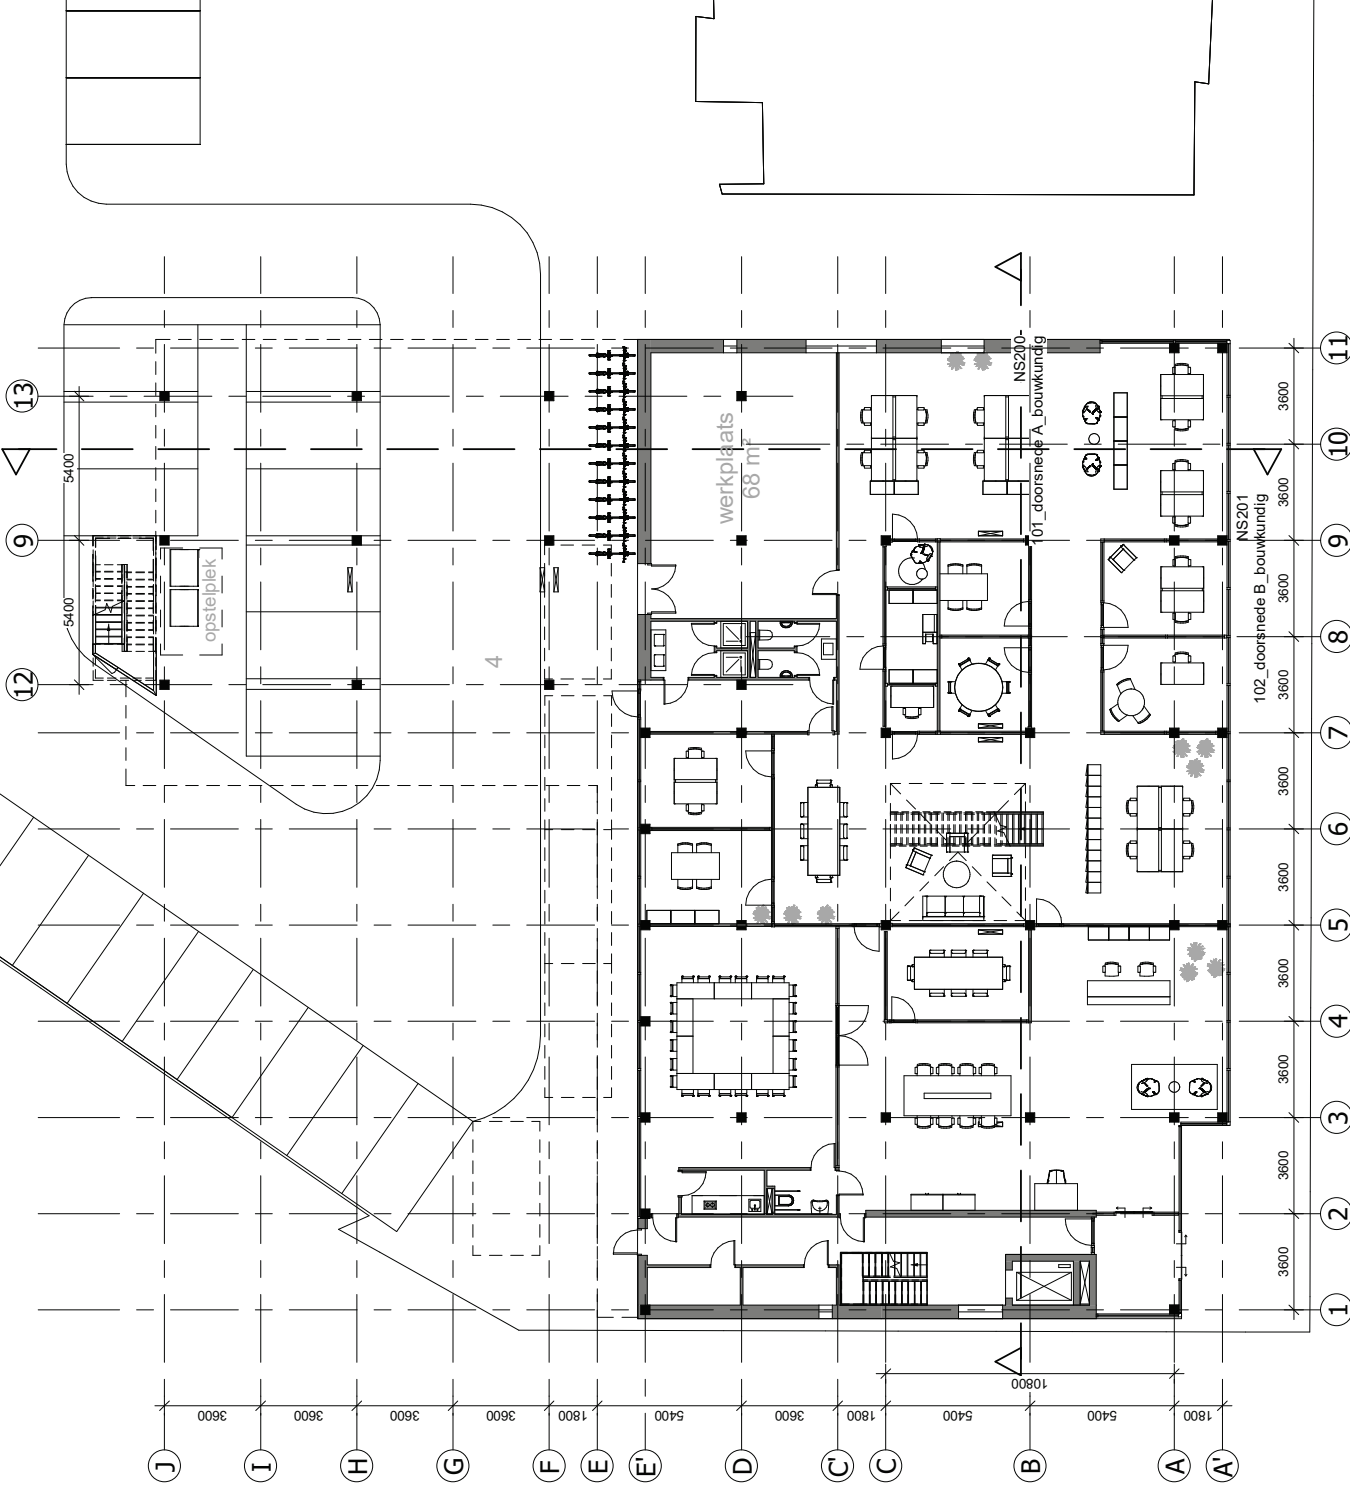 13
9
12
5400
5400
opstelplek
4
werkplaats
68 m²
NS200-
101_doorsnede A_bouwkundig
NS201
102_doorsnede B_bouwkundig
11
10
9
8
7
6
5
4
3
2
1
3600
3600
3600
3600
3600
3600
3600
3600
3600
3600
10800
3600
3600
3600
3600
1800
5400
3600
1800
5400
5400
1800
J
I
H
G
F
E
E'
D
C'
C
B
A
A'